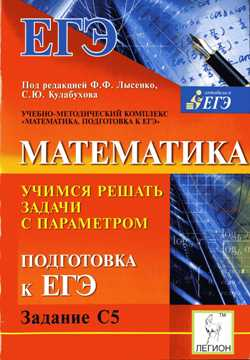 ЕГЭ
Под редакцией Ф.Ф. Лысенко,
С.Ю. Кулабухова
ЕГЭ
УЧЕБНО-МЕТОДИЧЕСКИЙ КОМПЛЕКС
«МАТЕМАТИКА. ПОДГОТОВКА К ЕГЭ»
МАТЕМАТИКА
УЧИМСЯ РЕШАТЬ
ЗАДАЧИ
С ПАРАМЕТРОМ
ПОДГОТОВКА
К ЕГЭ
Задание С5
ЛЕГИОН
TM